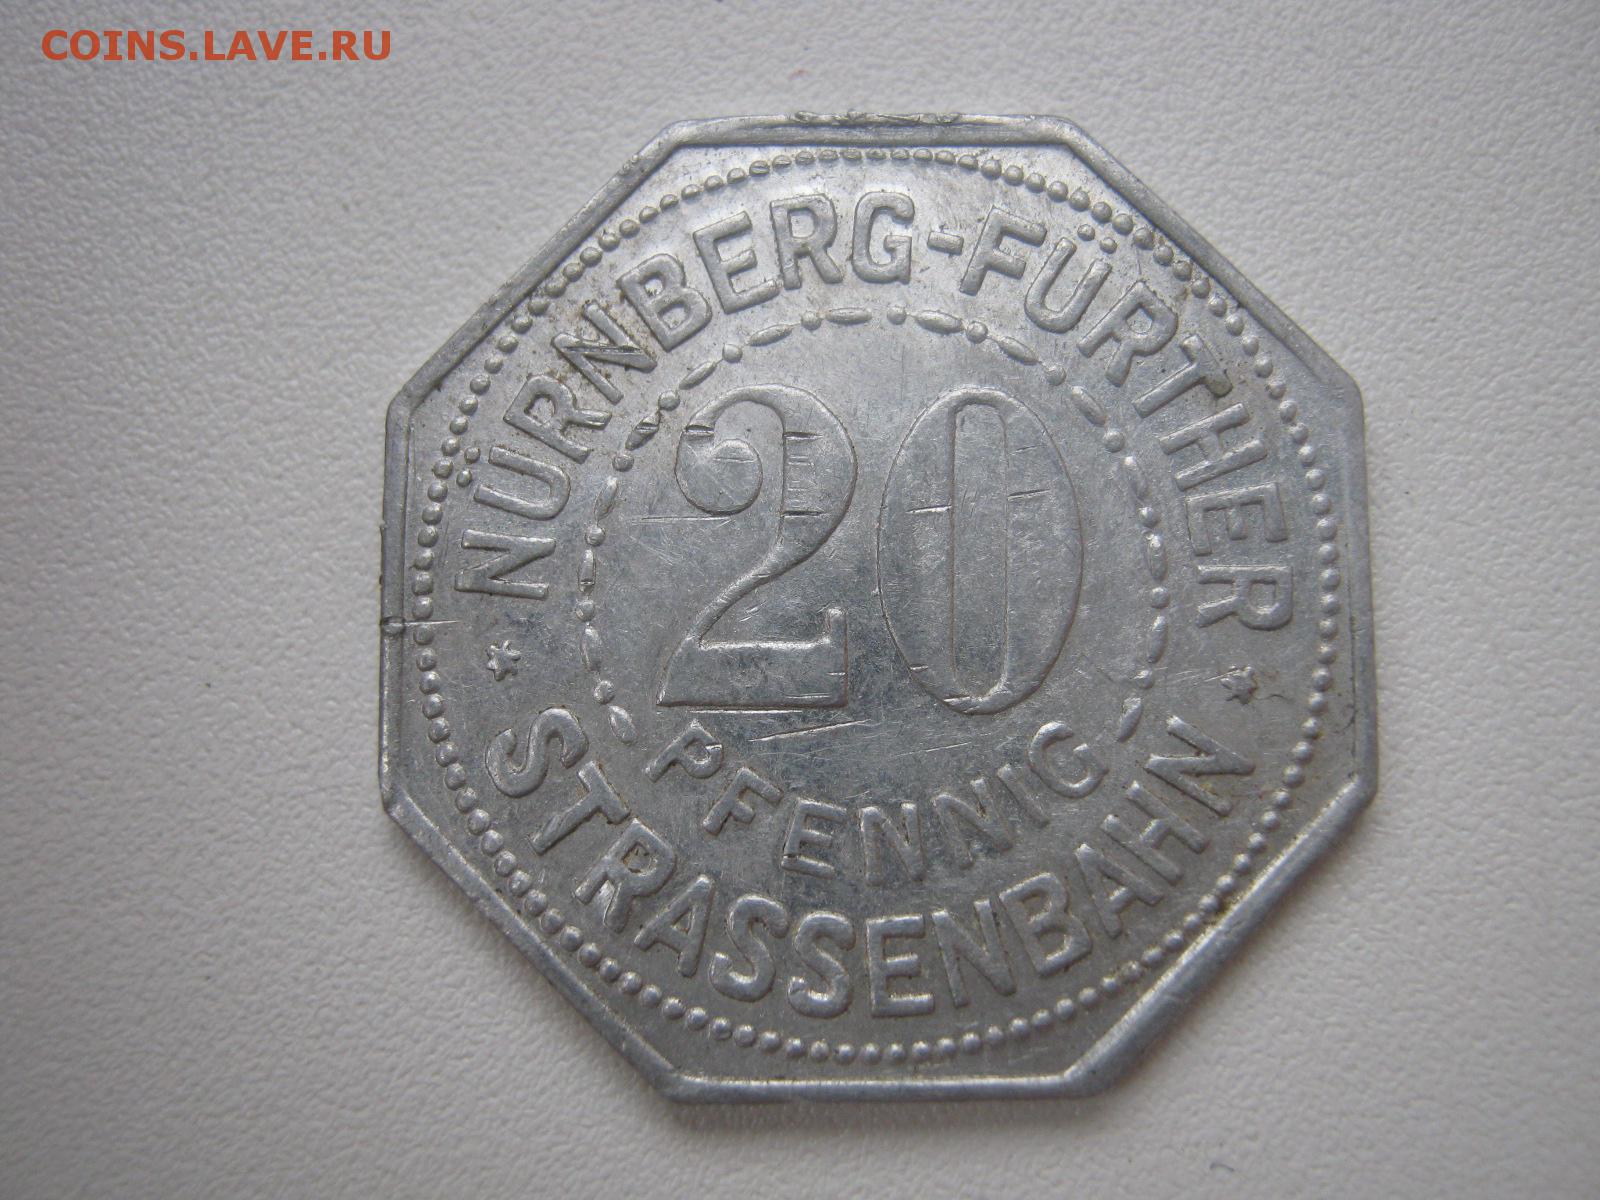 COINS.LAVE.RU
NÜRNBERG-FÜRTHER
20
PFENNIG
* STRASSENBAHN *